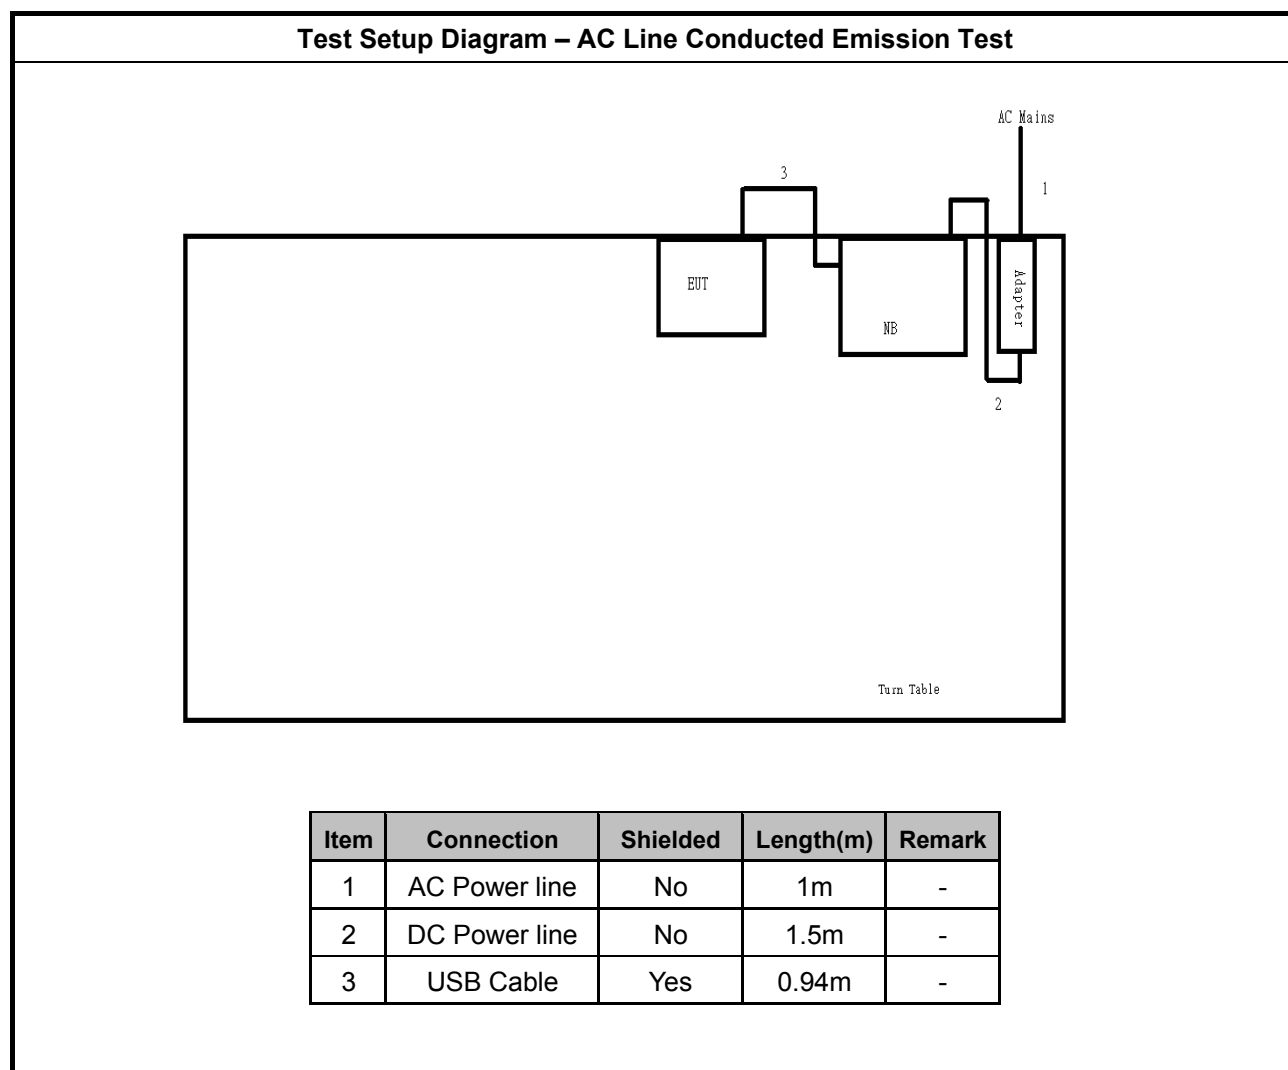 Test Setup Diagram – AC Line Conducted Emission Test
AC Mains
3
1
EUT
Adapter
NB
2
Turn Table
Item Connection Shielded Length(m) Remark
1 AC Power line No 1m -
2 DC Power line No 1.5m -
3 USB Cable Yes 0.94m -